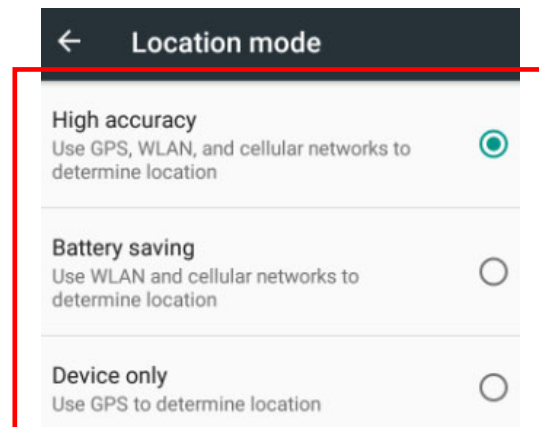 Location mode
High accuracy
Use GPS, WLAN, and cellular networks to
determine location
Battery saving
Use WLAN and cellular networks to
determine location
Device only
Use GPS to determine location